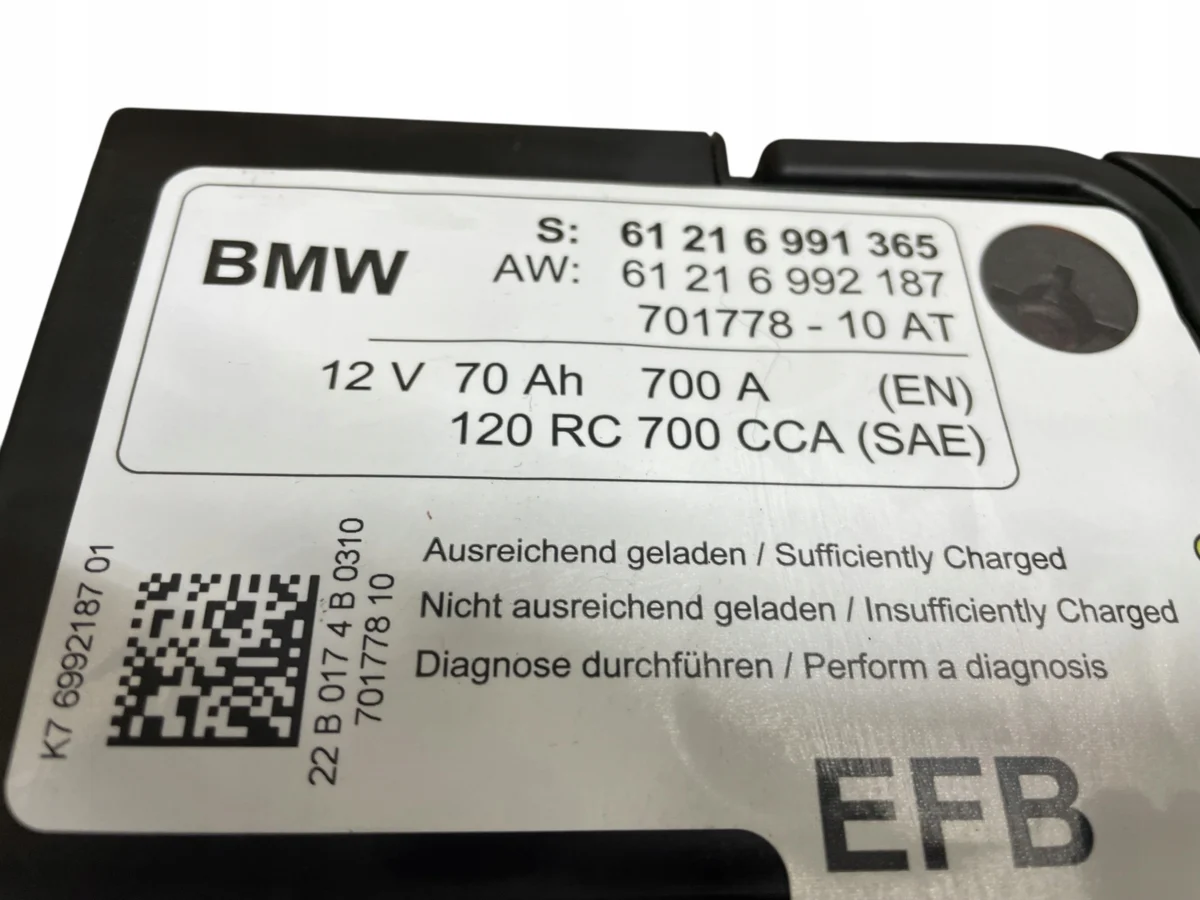 BMW
S: 61 21 6 991 365
AW: 61 21 6 992 187
701778 - 10 AT
12 V 70 Ah 700 A (EN)
120 RC 700 CCA (SAE)
K7 6992187 01
22 B 017 4 B 0310
701778 10
Ausreichend geladen / Sufficiently Charged
Nicht ausreichend geladen / Insufficiently Charged
Diagnose durchführen / Perform a diagnosis
EFB